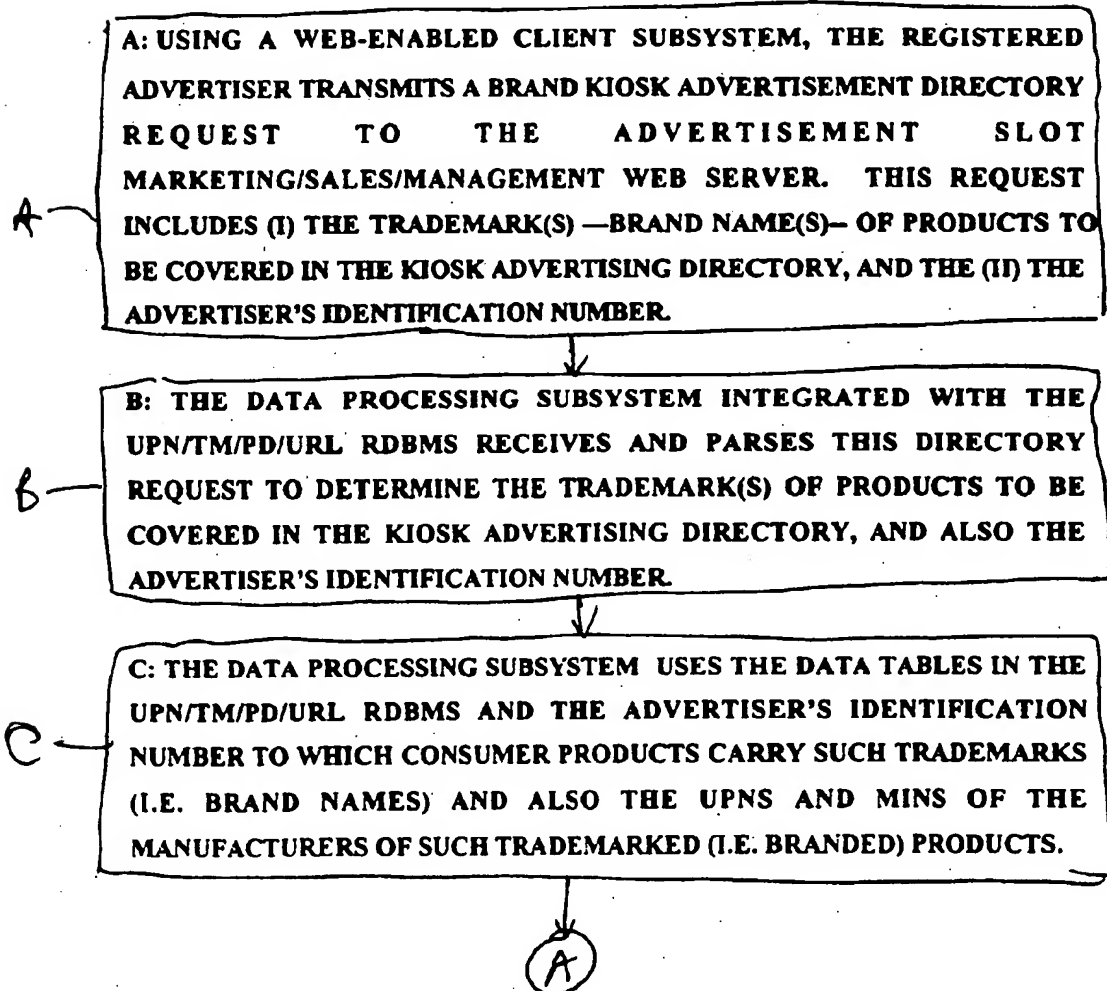 A: USING A WEB-ENABLED CLIENT SUBSYSTEM, THE REGISTERED
ADVERTISER TRANSMITS A BRAND KIOSK ADVERTISEMENT DIRECTORY
REQUEST TO THE ADVERTISEMENT SLOT
MARKETING/SALES/MANAGEMENT WEB SERVER. THIS REQUEST
A
INCLUDES (I) THE TRADEMARK(S) —BRAND NAME(S)– OF PRODUCTS TO
BE COVERED IN THE KIOSK ADVERTISING DIRECTORY, AND THE (II) THE
ADVERTISER'S IDENTIFICATION NUMBER.
B: THE DATA PROCESSING SUBSYSTEM INTEGRATED WITH THE
UPN/TM/PD/URL RDBMS RECEIVES AND PARSES THIS DIRECTORY
B
REQUEST TO DETERMINE THE TRADEMARK(S) OF PRODUCTS TO BE
COVERED IN THE KIOSK ADVERTISING DIRECTORY, AND ALSO THE
ADVERTISER'S IDENTIFICATION NUMBER.
C: THE DATA PROCESSING SUBSYSTEM USES THE DATA TABLES IN THE
UPN/TM/PD/URL RDBMS AND THE ADVERTISER'S IDENTIFICATION
C
NUMBER TO WHICH CONSUMER PRODUCTS CARRY SUCH TRADEMARKS
(I.E. BRAND NAMES) AND ALSO THE UPNS AND MINS OF THE
MANUFACTURERS OF SUCH TRADEMARKED (I.E. BRANDED) PRODUCTS.
A